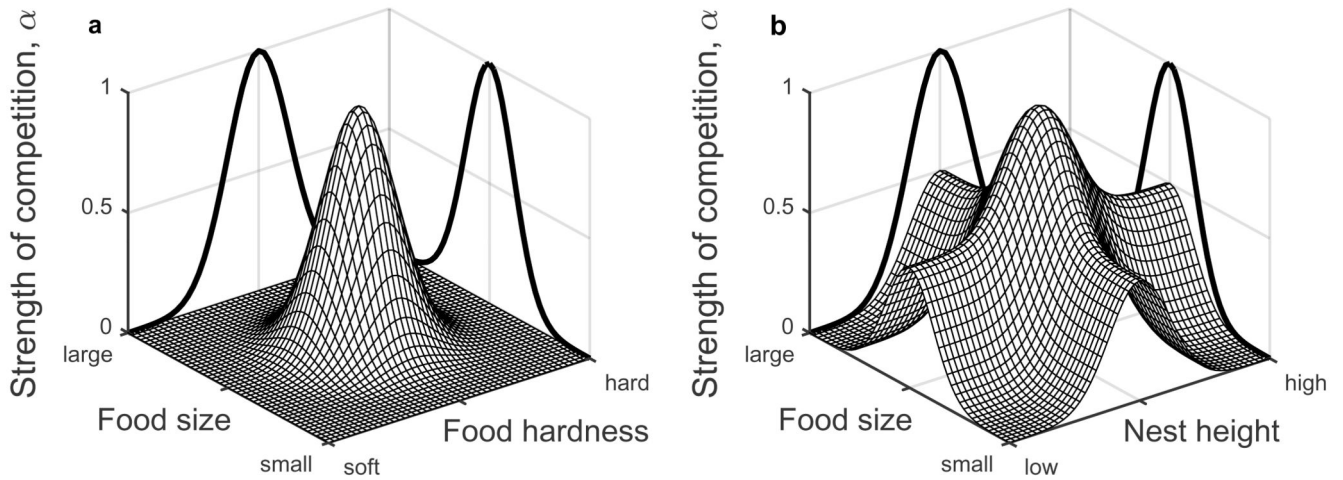 a
Strength of competition, α
1
0.5
0
large
small
Food size
soft
hard
Food hardness
b
Strength of competition, α
1
0.5
0
large
small
Food size
low
high
Nest height